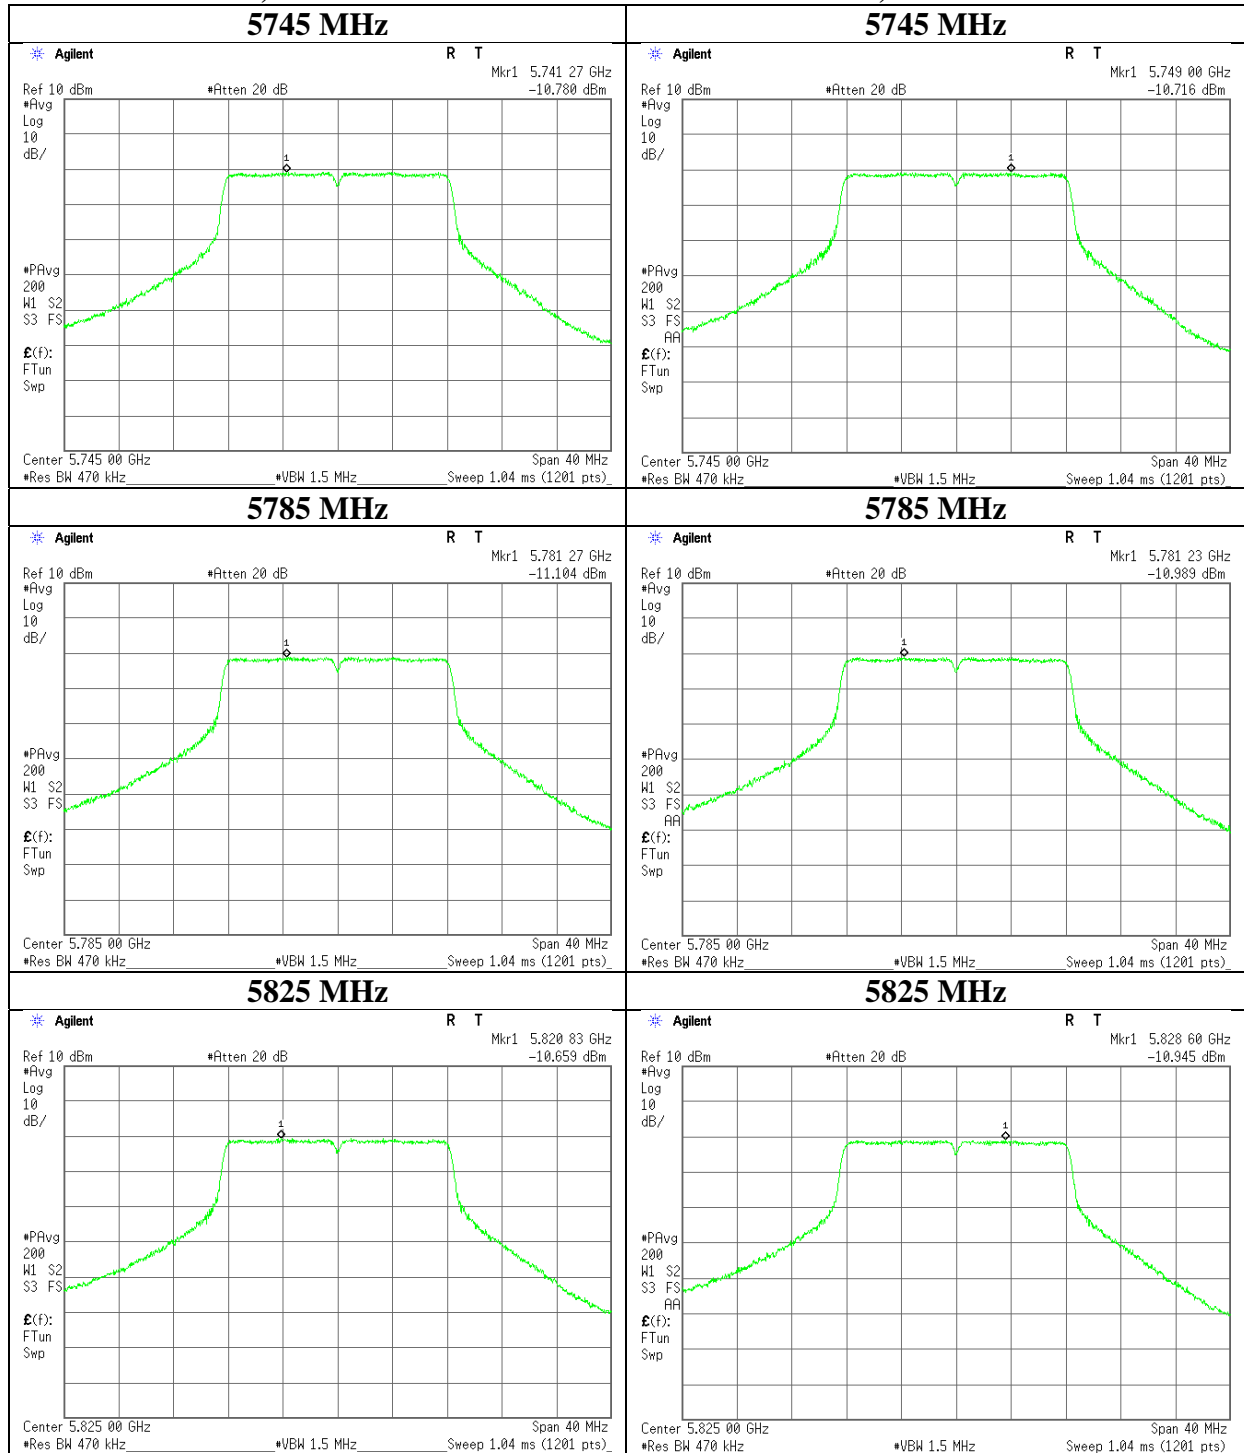 5745 MHz
Agilent R T
Mkr1 5.741 27 GHz
Ref 10 dBm #Atten 20 dB -10.780 dBm
#Avg
Log
10
dB/
1
#PAvg
200
W1 S2
S3 FS
£(f):
FTun
Swp
Center 5.745 00 GHz Span 40 MHz
#Res BW 470 kHz #VBW 1.5 MHz Sweep 1.04 ms (1201 pts)
5745 MHz
Agilent R T
Mkr1 5.749 00 GHz
Ref 10 dBm #Atten 20 dB -10.716 dBm
#Avg
Log
10
dB/
1
#PAvg
200
W1 S2
S3 FS
AA
£(f):
FTun
Swp
Center 5.745 00 GHz Span 40 MHz
#Res BW 470 kHz #VBW 1.5 MHz Sweep 1.04 ms (1201 pts)
5785 MHz
Agilent R T
Mkr1 5.781 27 GHz
Ref 10 dBm #Atten 20 dB -11.104 dBm
#Avg
Log
10
dB/
1
#PAvg
200
W1 S2
S3 FS
£(f):
FTun
Swp
Center 5.785 00 GHz Span 40 MHz
#Res BW 470 kHz #VBW 1.5 MHz Sweep 1.04 ms (1201 pts)
5785 MHz
Agilent R T
Mkr1 5.781 23 GHz
Ref 10 dBm #Atten 20 dB -10.989 dBm
#Avg
Log
10
dB/
1
#PAvg
200
W1 S2
S3 FS
AA
£(f):
FTun
Swp
Center 5.785 00 GHz Span 40 MHz
#Res BW 470 kHz #VBW 1.5 MHz Sweep 1.04 ms (1201 pts)
5825 MHz
Agilent R T
Mkr1 5.820 83 GHz
Ref 10 dBm #Atten 20 dB -10.659 dBm
#Avg
Log
10
dB/
1
#PAvg
200
W1 S2
S3 FS
£(f):
FTun
Swp
Center 5.825 00 GHz Span 40 MHz
#Res BW 470 kHz #VBW 1.5 MHz Sweep 1.04 ms (1201 pts)
5825 MHz
Agilent R T
Mkr1 5.828 60 GHz
Ref 10 dBm #Atten 20 dB -10.945 dBm
#Avg
Log
10
dB/
1
#PAvg
200
W1 S2
S3 FS
AA
£(f):
FTun
Swp
Center 5.825 00 GHz Span 40 MHz
#Res BW 470 kHz #VBW 1.5 MHz Sweep 1.04 ms (1201 pts)